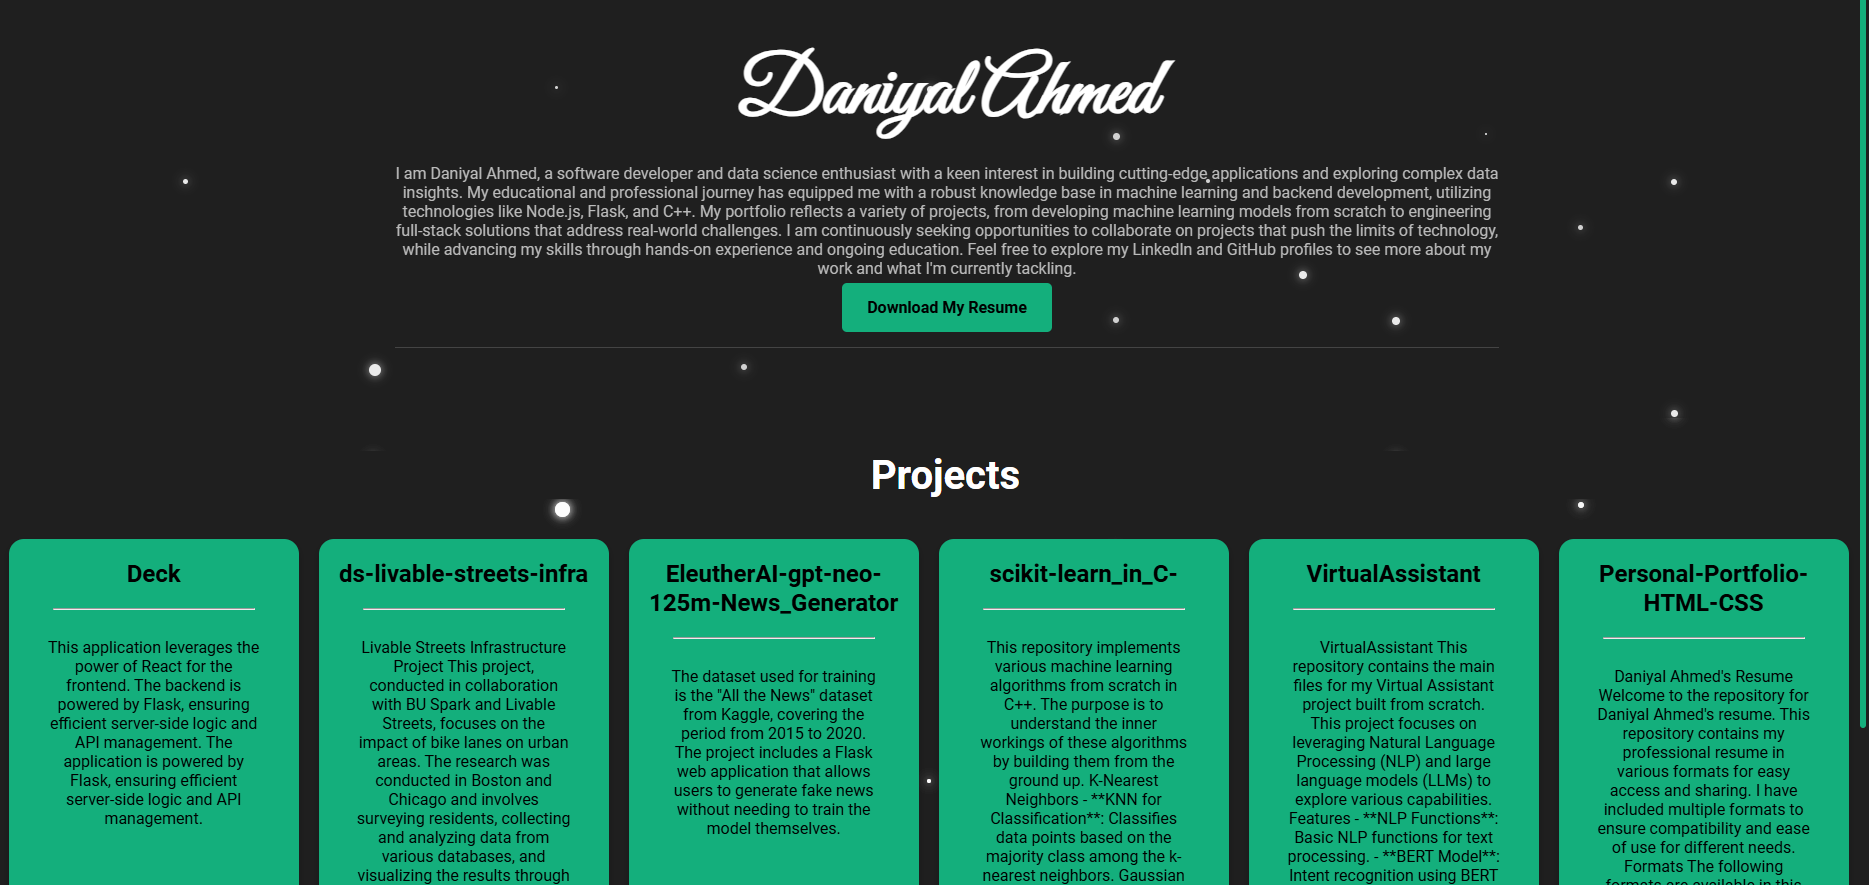 Daniyal Ahmed
I am Daniyal Ahmed, a software developer and data science enthusiast with a keen interest in building cutting-edge applications and exploring complex data
insights. My educational and professional journey has equipped me with a robust knowledge base in machine learning and backend development, utilizing
technologies like Node.js, Flask, and C++. My portfolio reflects a variety of projects, from developing machine learning models from scratch to engineering
full-stack solutions that address real-world challenges. I am continuously seeking opportunities to collaborate on projects that push the limits of technology,
while advancing my skills through hands-on experience and ongoing education. Feel free to explore my LinkedIn and GitHub profiles to see more about my
work and what I'm currently tackling.
Download My Resume
Projects
Deck
This application leverages the
power of React for the
frontend. The backend is
powered by Flask, ensuring
efficient server-side logic and
API management. The
application is powered by
Flask, ensuring efficient
server-side logic and API
management.
ds-livable-streets-infra
Livable Streets Infrastructure
Project This project,
conducted in collaboration
with BU Spark and Livable
Streets, focuses on the
impact of bike lanes on urban
areas. The research was
conducted in Boston and
Chicago and involves
surveying residents, collecting
and analyzing data from
various databases, and
visualizing the results through
EleutherAI-gpt-neo-
125m-News_Generator
The dataset used for training
is the "All the News" dataset
from Kaggle, covering the
period from 2015 to 2020.
The project includes a Flask
web application that allows
users to generate fake news
without needing to train the
model themselves.
scikit-learn_in_C-
This repository implements
various machine learning
algorithms from scratch in
C++. The purpose is to
understand the inner
workings of these algorithms
by building them from the
ground up. K-Nearest
Neighbors - **KNN for
Classification**: Classifies
data points based on the
majority class among the k-
nearest neighbors. Gaussian
VirtualAssistant
VirtualAssistant This
repository contains the main
files for my Virtual Assistant
project built from scratch.
This project focuses on
leveraging Natural Language
Processing (NLP) and large
language models (LLMs) to
explore various capabilities.
Features - **NLP Functions**:
Basic NLP functions for text
processing. - **BERT Model**:
Intent recognition using BERT
Personal-Portfolio-
HTML-CSS
Daniyal Ahmed's Resume
Welcome to the repository for
Daniyal Ahmed's resume. This
repository contains my
professional resume in
various formats for easy
access and sharing. I have
included multiple formats to
ensure compatibility and ease
of use for different needs.
Formats The following
formats are available in this